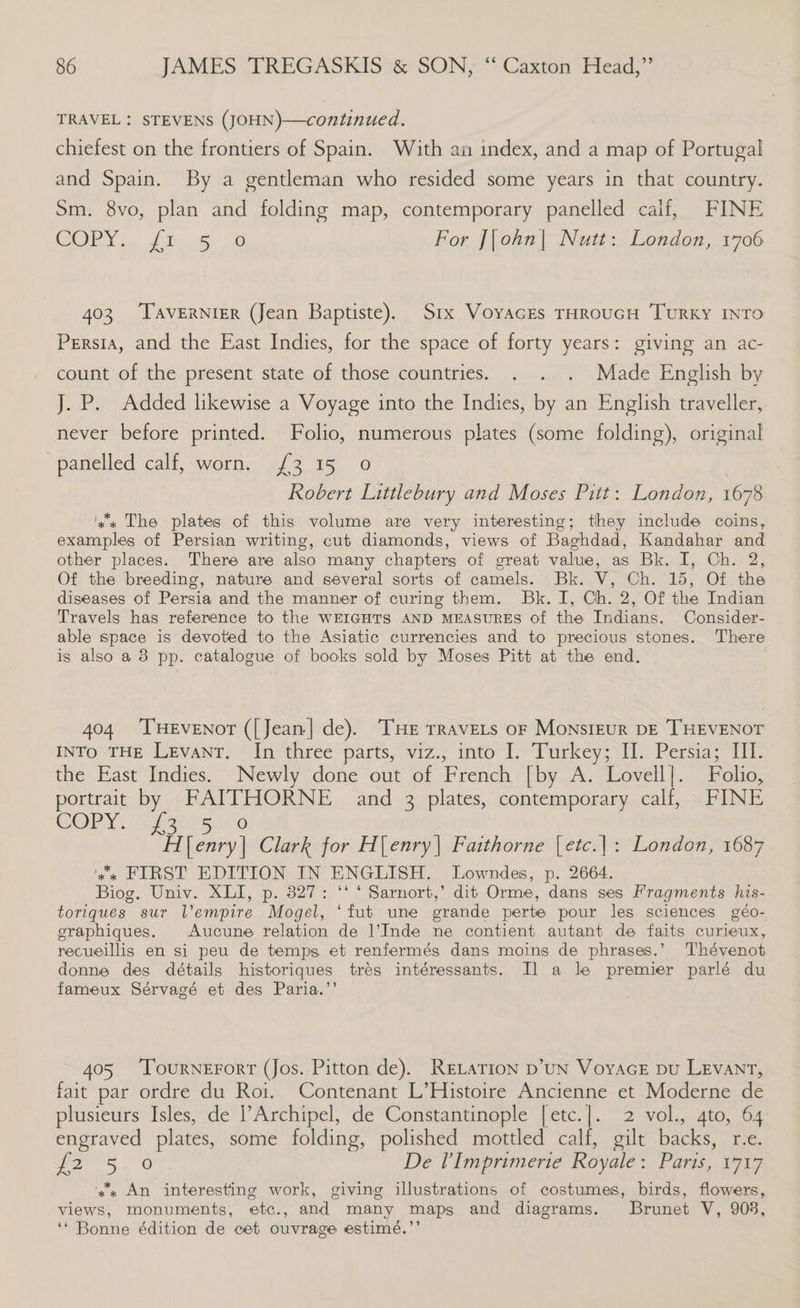 86 JAMES TREGASKIS & SON, “ Caxton Head,”
TRAVEL : STEVENS (JOHN)—continued.
chiefest on the frontiers of Spain. With an index, and a map of Portugal
and Spain. By a gentleman who resided some years in that country.
Sm. 8vo, plan and folding map, contemporary panelled calf, FINE
COPY. £1 5 0 For J[ohn] Nutt: London, 1706
403 TAVERNIER (Jean Baptiste). SIX VOYAGES THROUGH TURKY INTO
PERSIA, and the East Indies, for the space of forty years: giving an ac-
count of the present state of those countries. . . . Made English by
J. P. Added likewise a Voyage into the Indies, by an English traveller,
never before printed. Folio, numerous plates (some folding), original
panelled calf, worn. £3 15 0
Robert Littlebury and Moses Pitt: London, 1678
*** The plates of this volume are very interesting; they include coins,
examples of Persian writing, cut diamonds, views of Baghdad, Kandahar and
other places. There are also many chapters of great value, as Bk. I, Ch. 2,
Of the breeding, nature and several sorts of camels. Bk. V, Ch. 15, Of the
diseases of Persia and the manner of curing them. Bk. I, Ch. 2, Of the Indian
Travels has reference to the WEIGHTS AND MEASURES of the Indians. Consider-
able space is devoted to the Asiatic currencies and to precious stones. There
is also a 3 pp. catalogue of books sold by Moses Pitt at the end.
404 THEVENOT ([Jean] de). THE TRAVELS OF MONSIEUR DE THEVENOT
INTO THE LEVANT. In three parts, viz., into I. Turkey; II. Persia; III.
the East Indies. Newly done out of French [by A. Lovell]. Folio,
portrait by FAITHORNE and 3 plates, contemporary calf, FINE
COPY. £3 5 0
H[enry] Clark for H[enry] Faithorne [etc.]: London, 1687
*** FIRST EDITION IN ENGLISH. Lowndes, p. 2664.
Biog. Univ. XLI, p. 327: “ ‘ Sarnort,’ dit Orme, dans ses Fragments his-
toriques sur l’empire Mogel, ‘ fut une grande perte pour les sciences géo-
graphiques. Aucune relation de l’Inde ne contient autant de faits curieux,
recueillis en si peu de temps et renfermés dans moins de phrases.’ Thévenot
donne des détails historiques très intéressants. Il a le premier parlé du
fameux Sérvagé et des Paria.”
405 TOURNEFORT (Jos. Pitton de). RELATION D’UN VOYAGE DU LEVANT,
fait par ordre du Roi. Contenant L’Histoire Ancienne et Moderne de
plusieurs Isles, de l’Archipel, de Constantinople [etc.]. 2 vol., 4to, 64
engraved plates, some folding, polished mottled calf, gilt backs, r.e.
£2 5 0 De l’Imprimerie Royale: Paris, 1717
*** An interesting work, giving illustrations of costumes, birds, flowers,
views, monuments, etc., and many maps and diagrams. Brunet V, 903,
“ Bonne édition de cet ouvrage estimé.”